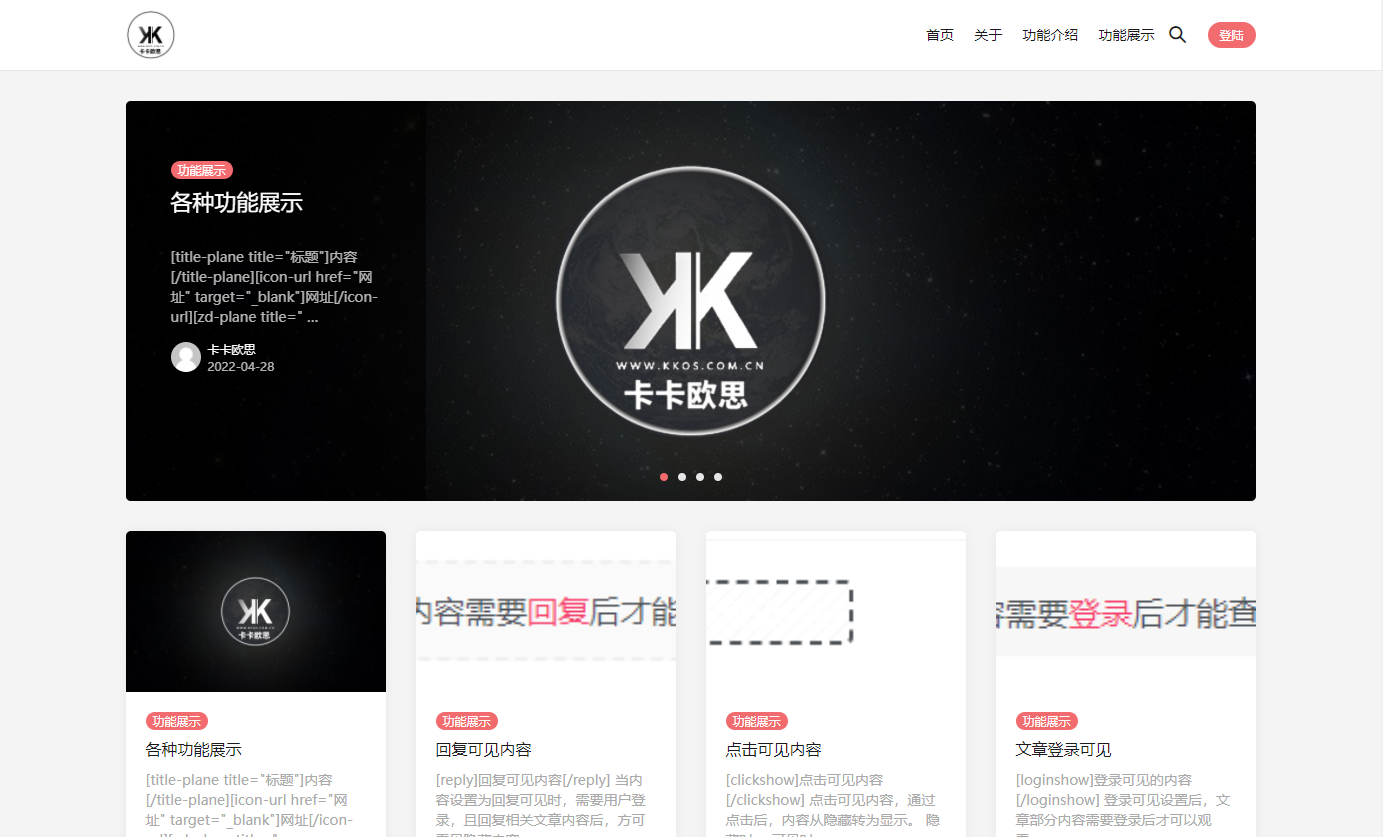 卡卡欧思
首页 关于 功能介绍 功能展示 登陆
功能展示
各种功能展示
[title-plane title="标题"]内容
[/title-plane][icon-url href="网
址" target="_blank"]网址[/icon-
url][zd-plane title=" ...
卡卡欧思
2022-04-28
KK
WWW.KKOS.COM.CN
卡卡欧思
KK
卡卡欧思
内容需要回复后才能
容需要登录后才能查
功能展示
各种功能展示
[title-plane title="标题"]内容
[/title-plane][icon-url href="网
址" target="_blank"]网址[/icon-
功能展示
回复可见内容
[reply]回复可见内容[/reply] 当内
容设置为回复可见时，需要用户登
录，且回复相关文章内容后，方可
功能展示
点击可见内容
[clickshow]点击可见内容
[/clickshow] 点击可见内容，通过
点击后，内容从隐藏转为显示。 隐
功能展示
文章登录可见
[loginshow]登录可见的内容
[/loginshow] 登录可见设置后，文
章部分内容需要登录后才可以观